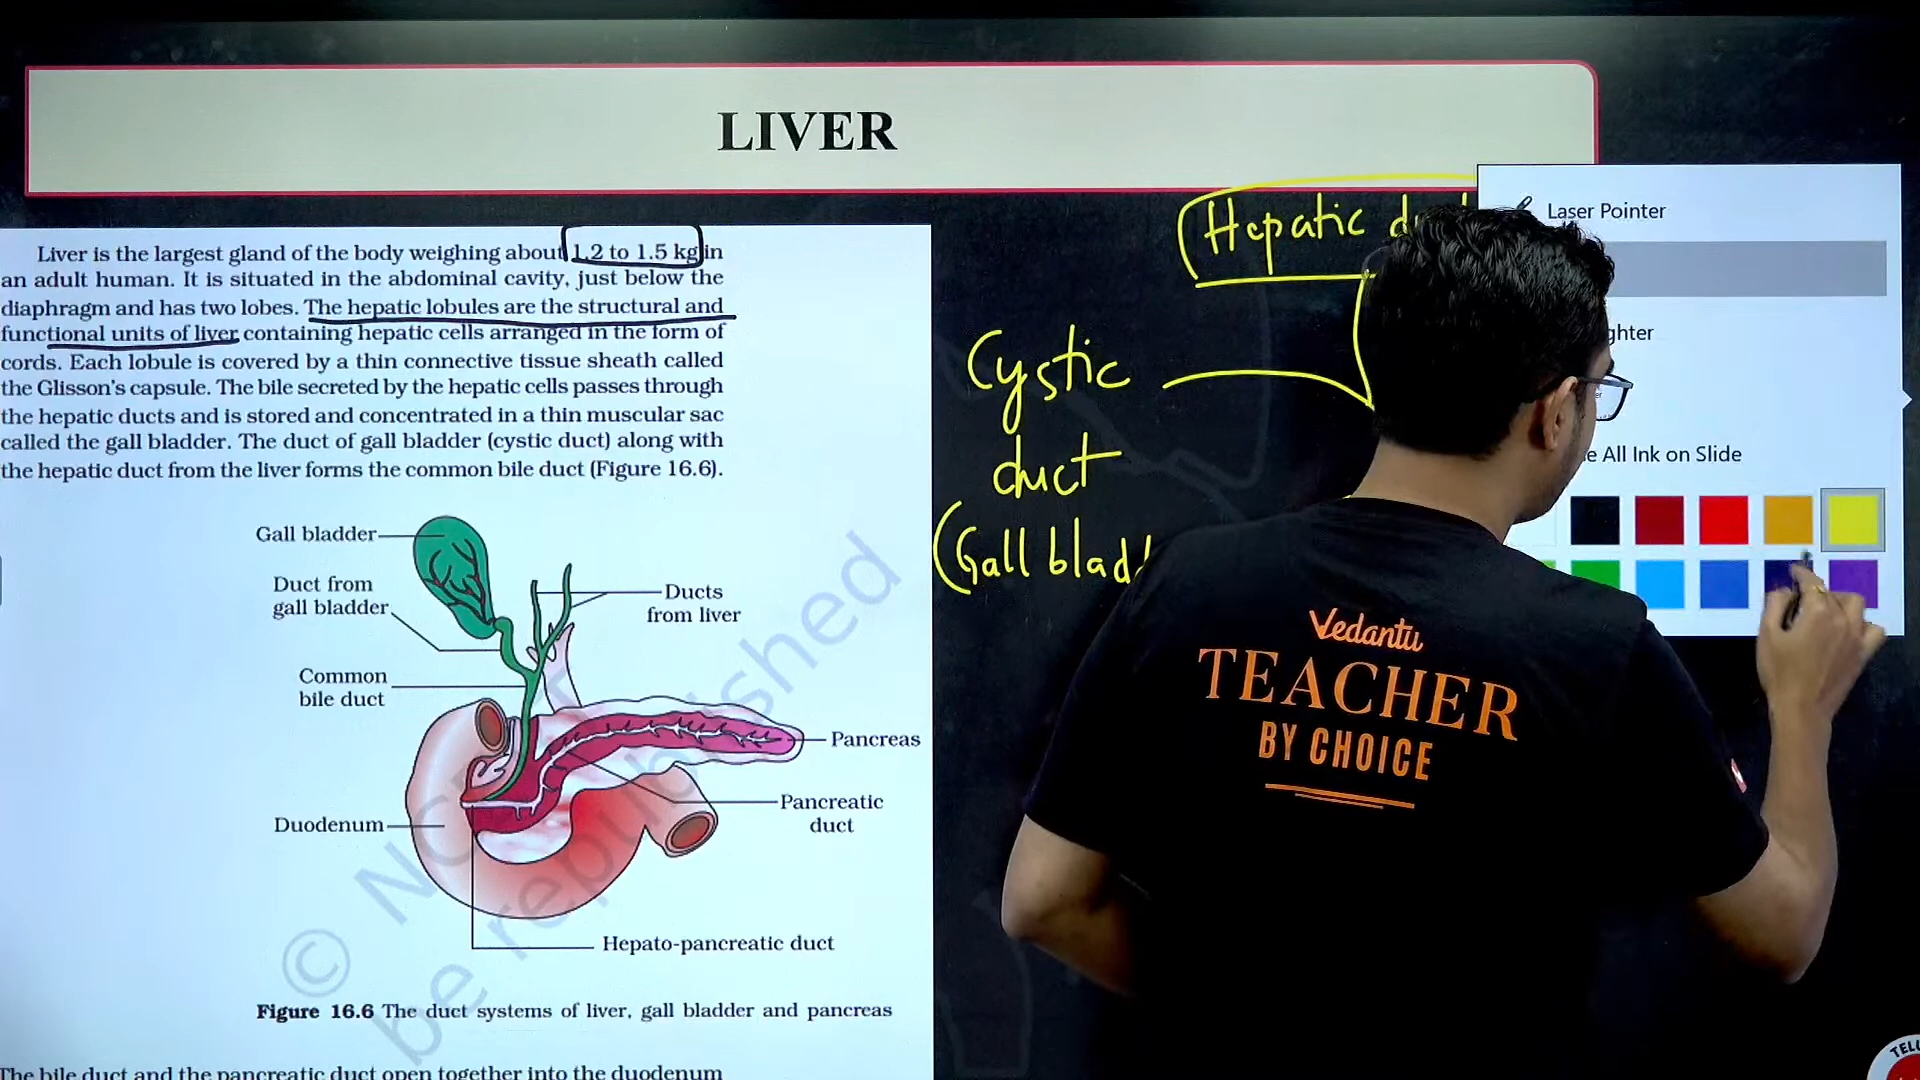 LIVER
Liver is the largest gland of the body weighing about 1.2 to 1.5 kg in
an adult human. It is situated in the abdominal cavity, just below the
diaphragm and has two lobes. The hepatic lobules are the structural and
functional units of liver containing hepatic cells arranged in the form of
cords. Each lobule is covered by a thin connective tissue sheath called
the Glisson's capsule. The bile secreted by the hepatic cells passes through
the hepatic ducts and is stored and concentrated in a thin muscular sac
called the gall bladder. The duct of gall bladder (cystic duct) along with
the hepatic duct from the liver forms the common bile duct (Figure 16.6).
Gall bladder
Duct from
gall bladder
Ducts
from liver
Common
bile duct
Pancreas
Pancreatic
duct
Duodenum
Hepato-pancreatic duct
Figure 16.6 The duct systems of liver, gall bladder and pancreas
The bile duct and the pancreatic duct open together into the duodenum
©
be republished
Hepatic
Cystic
duct
(Gall bladd
Laser Pointer
ghter
All Ink on Slide
Vedantu
TEACHER
BY CHOICE